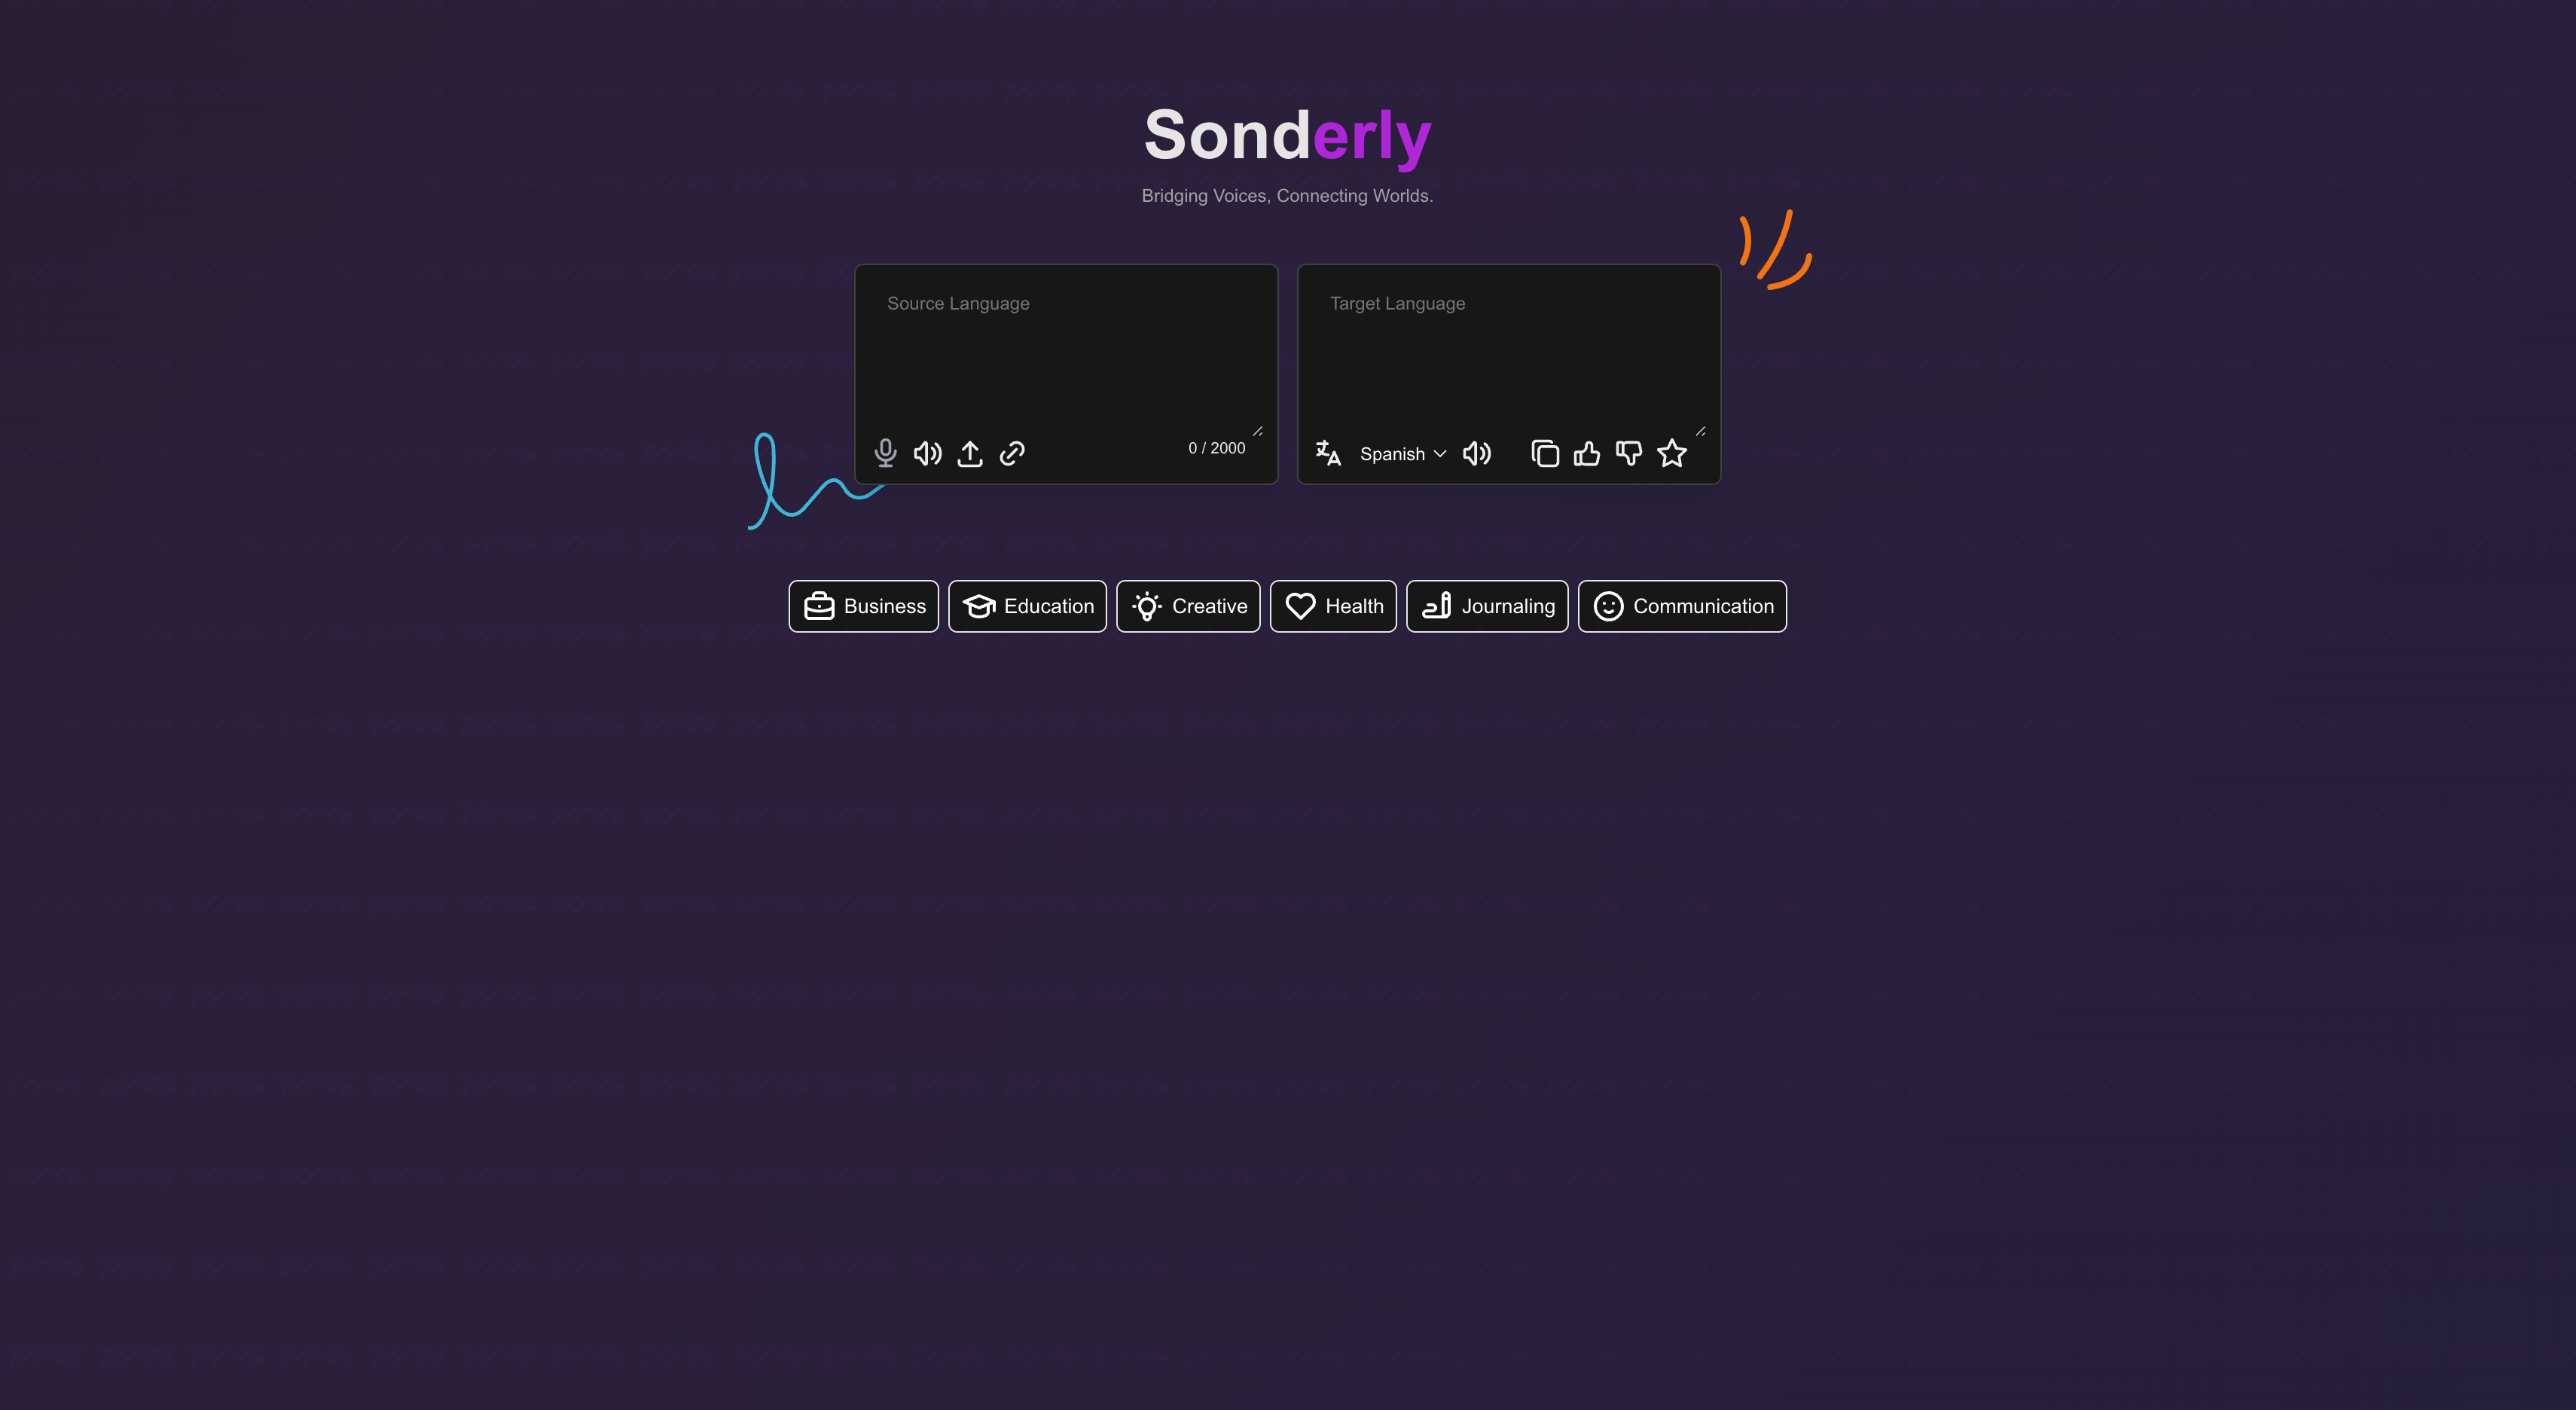 Sonderly
Bridging Voices, Connecting Worlds.
Source Language
0 / 2000
Target Language
Spanish
Business
Education
Creative
Health
Journaling
Communication